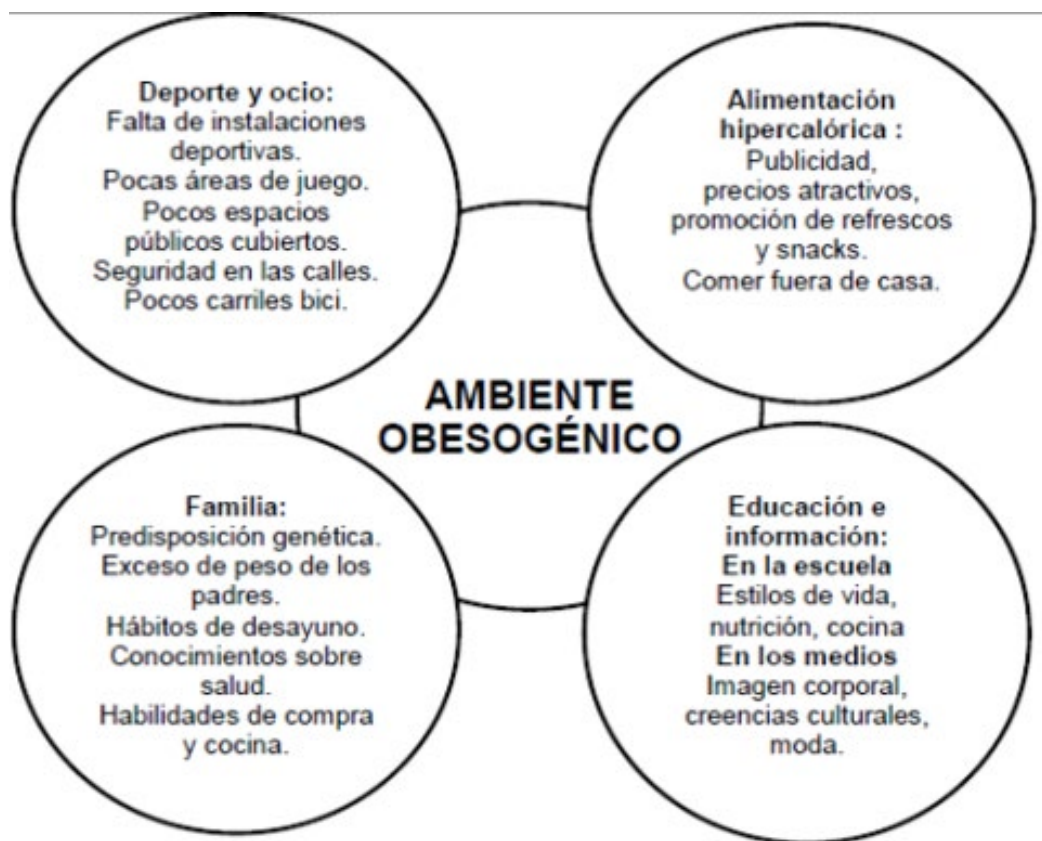 Deporte y ocio:
Falta de instalaciones
deportivas.
Pocas áreas de juego.
Pocos espacios
públicos cubiertos.
Seguridad en las calles.
Pocos carriles bici.
Alimentación
hipercalórica :
Publicidad,
precios atractivos,
promoción de refrescos
y snacks.
Comer fuera de casa.
AMBIENTE
OBESOGÉNICO
Familia:
Predisposición genética.
Exceso de peso de los
padres.
Hábitos de desayuno.
Conocimientos sobre
salud.
Habilidades de compra
y cocina.
Educación e
información:
En la escuela
Estilos de vida,
nutrición, cocina
En los medios
Imagen corporal,
creencias culturales,
moda.